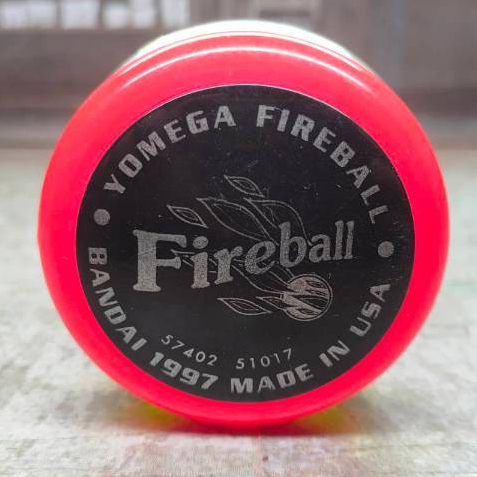 YOMEGA FIREBALL
Fireball
57402 51017
BANDAI 1997 MADE IN USA